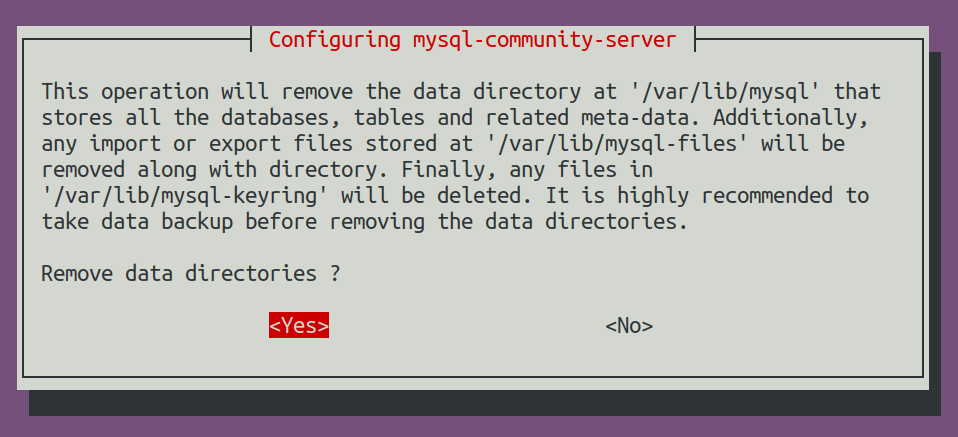 Configuring mysql-community-server
This operation will remove the data directory at '/var/lib/mysql' that
stores all the databases, tables and related meta-data. Additionally,
any import or export files stored at '/var/lib/mysql-files' will be
removed along with directory. Finally, any files in
'/var/lib/mysql-keyring' will be deleted. It is highly recommended to
take data backup before removing the data directories.
Remove data directories ?
<Yes> <No>